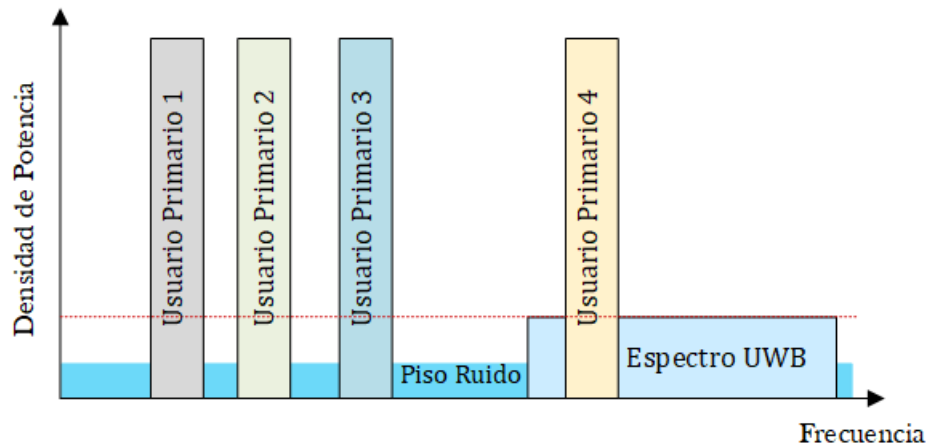 Densidad de Potencia
Usuario Primario 1
Usuario Primario 2
Usuario Primario 3
Usuario Primario 4
Piso Ruido
Espectro UWB
Frecuencia